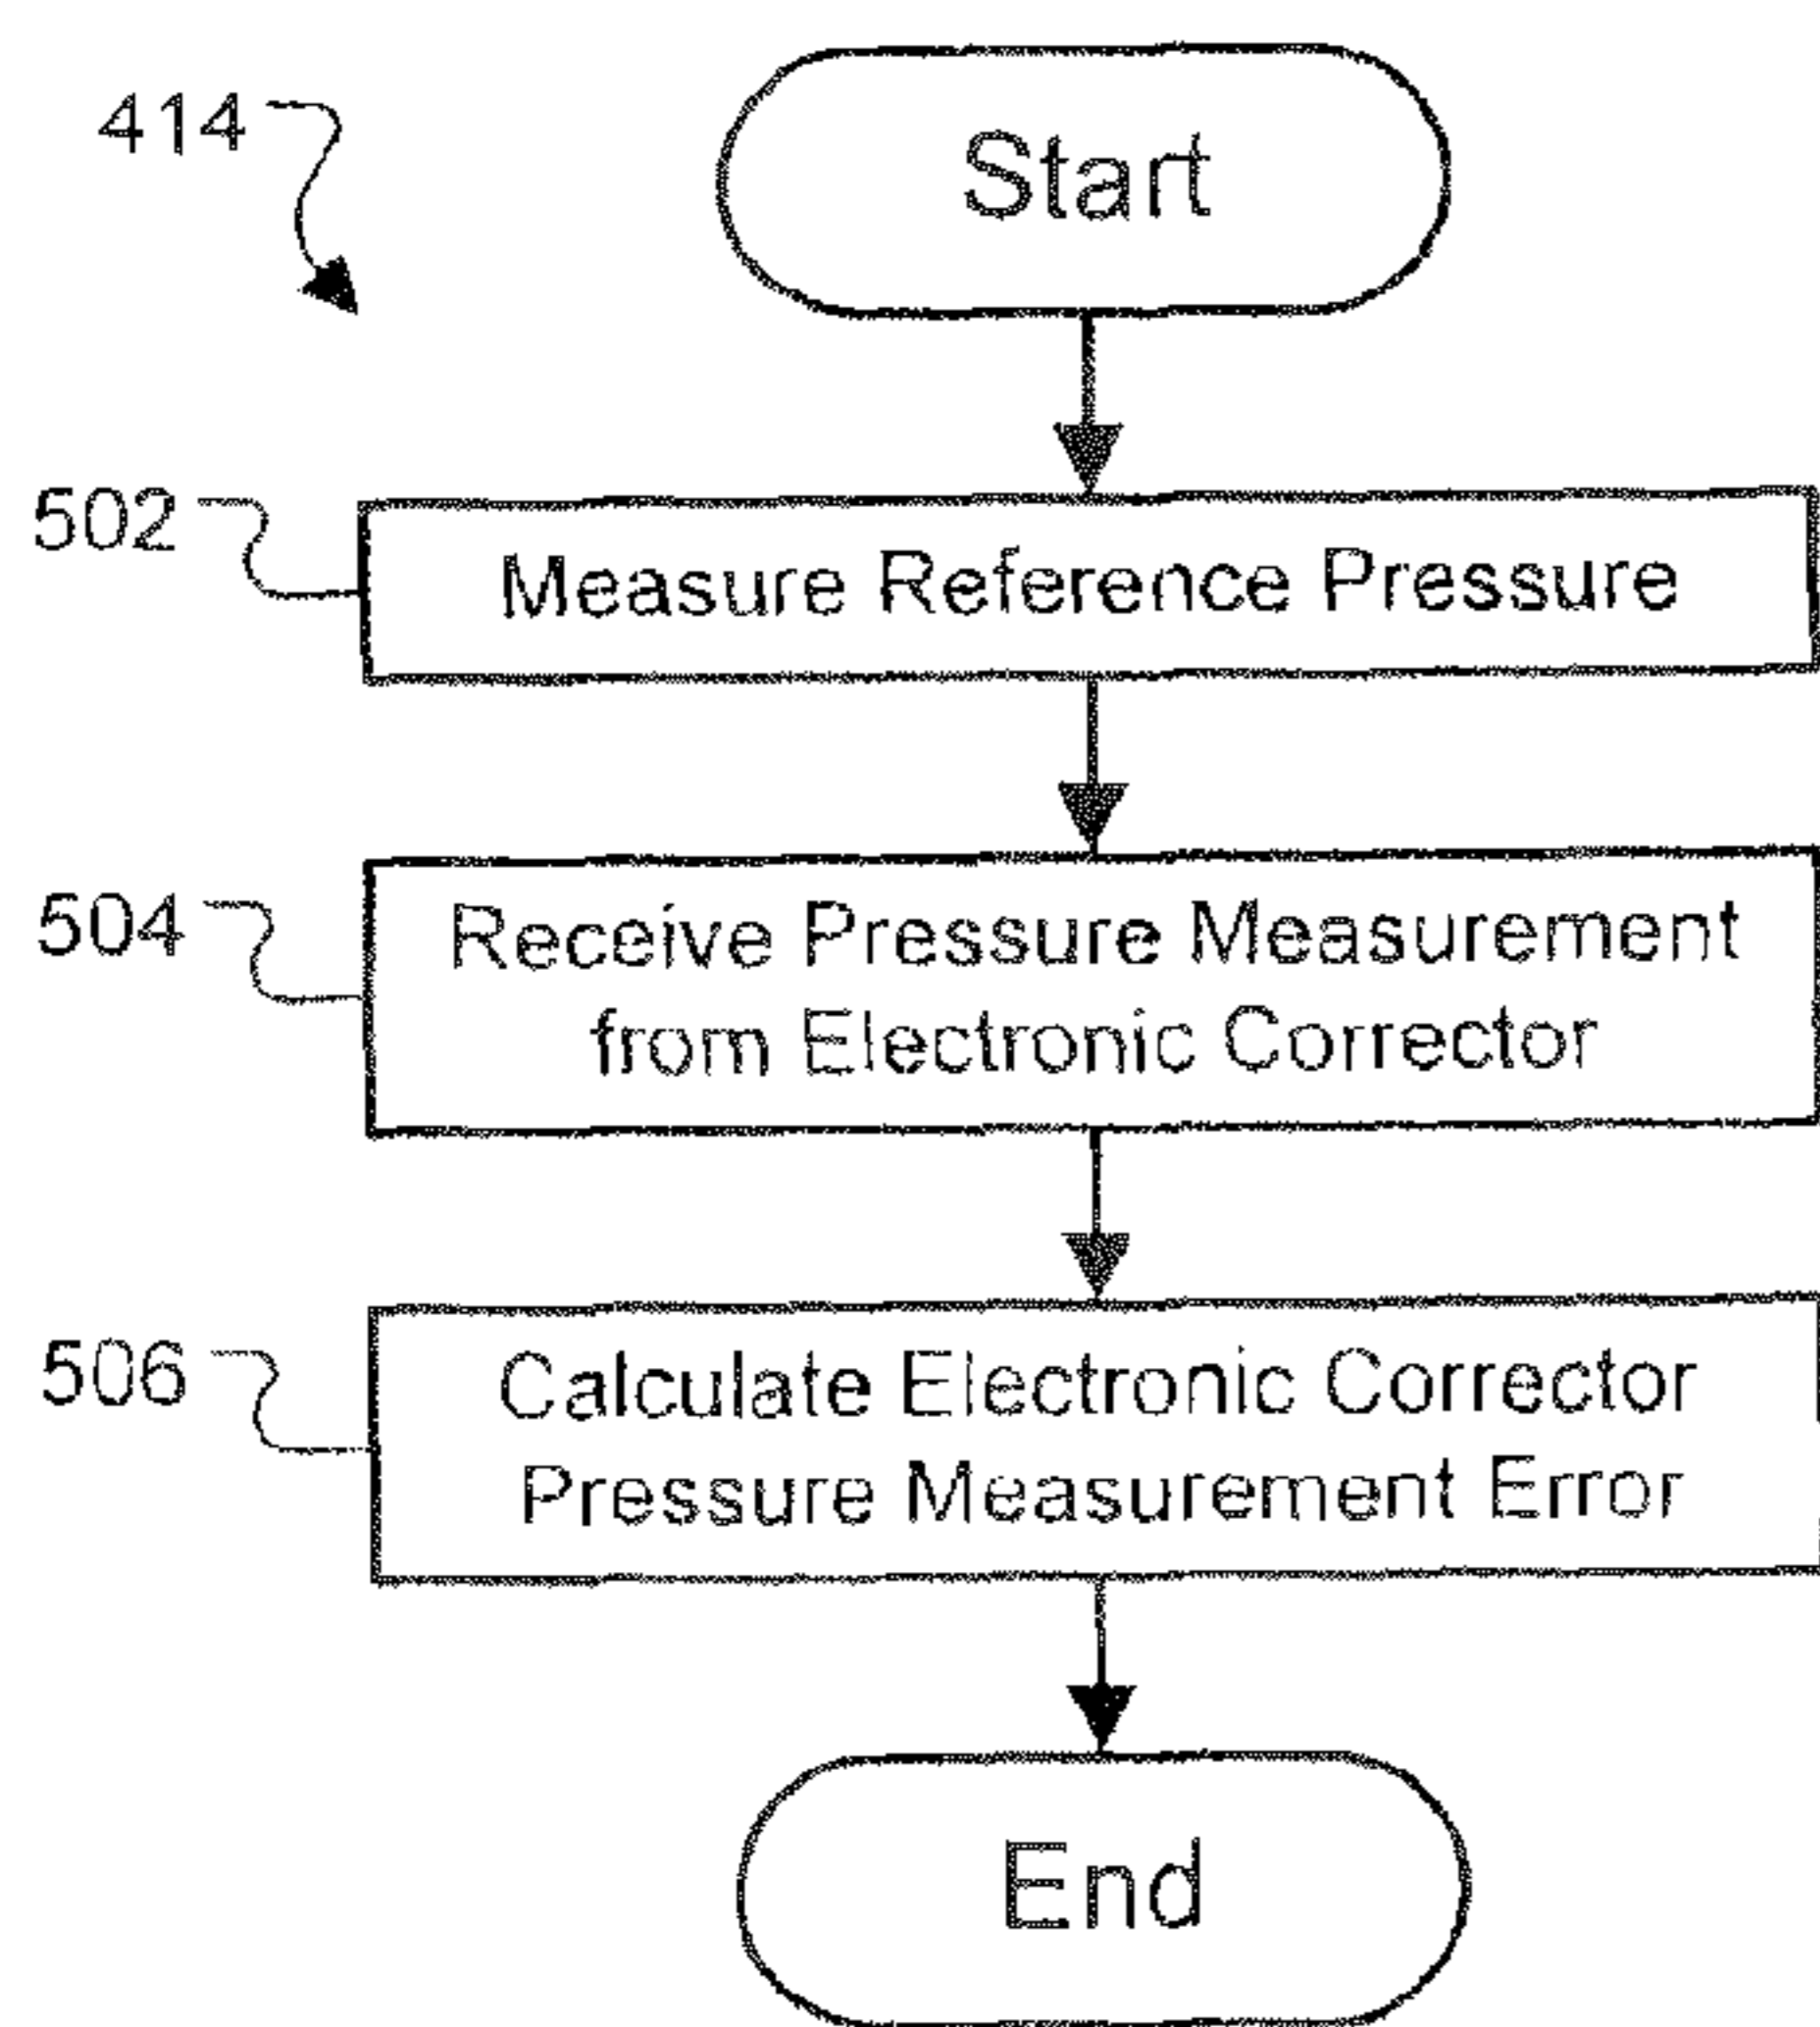 414
Start
502
Measure Reference Pressure
504
Receive Pressure Measurement
from Electronic Corrector
506
Calculate Electronic Corrector
Pressure Measurement Error
End